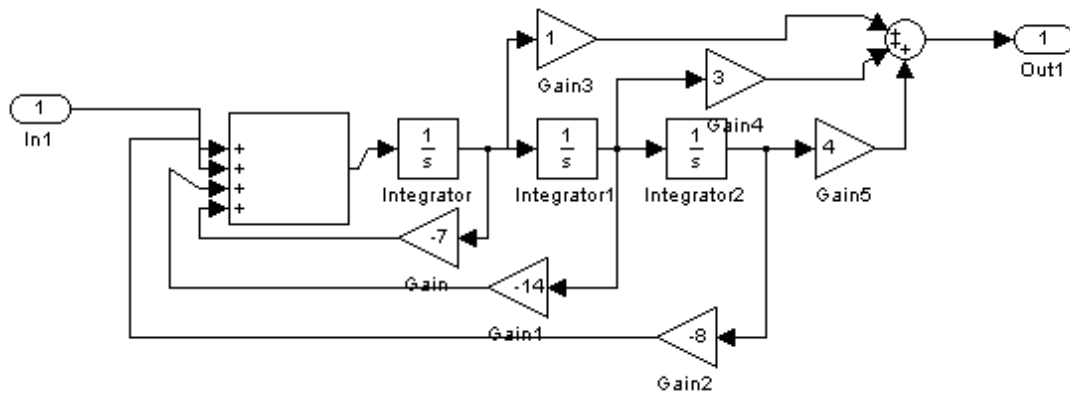 1
Gain3
+
+
+
1
Out1
3
Gain4
1
In1
+
+
+
+
1
s
Integrator
1
s
Integrator1
1
s
Integrator2
4
Gain5
-7
Gain
-14
Gain1
-8
Gain2